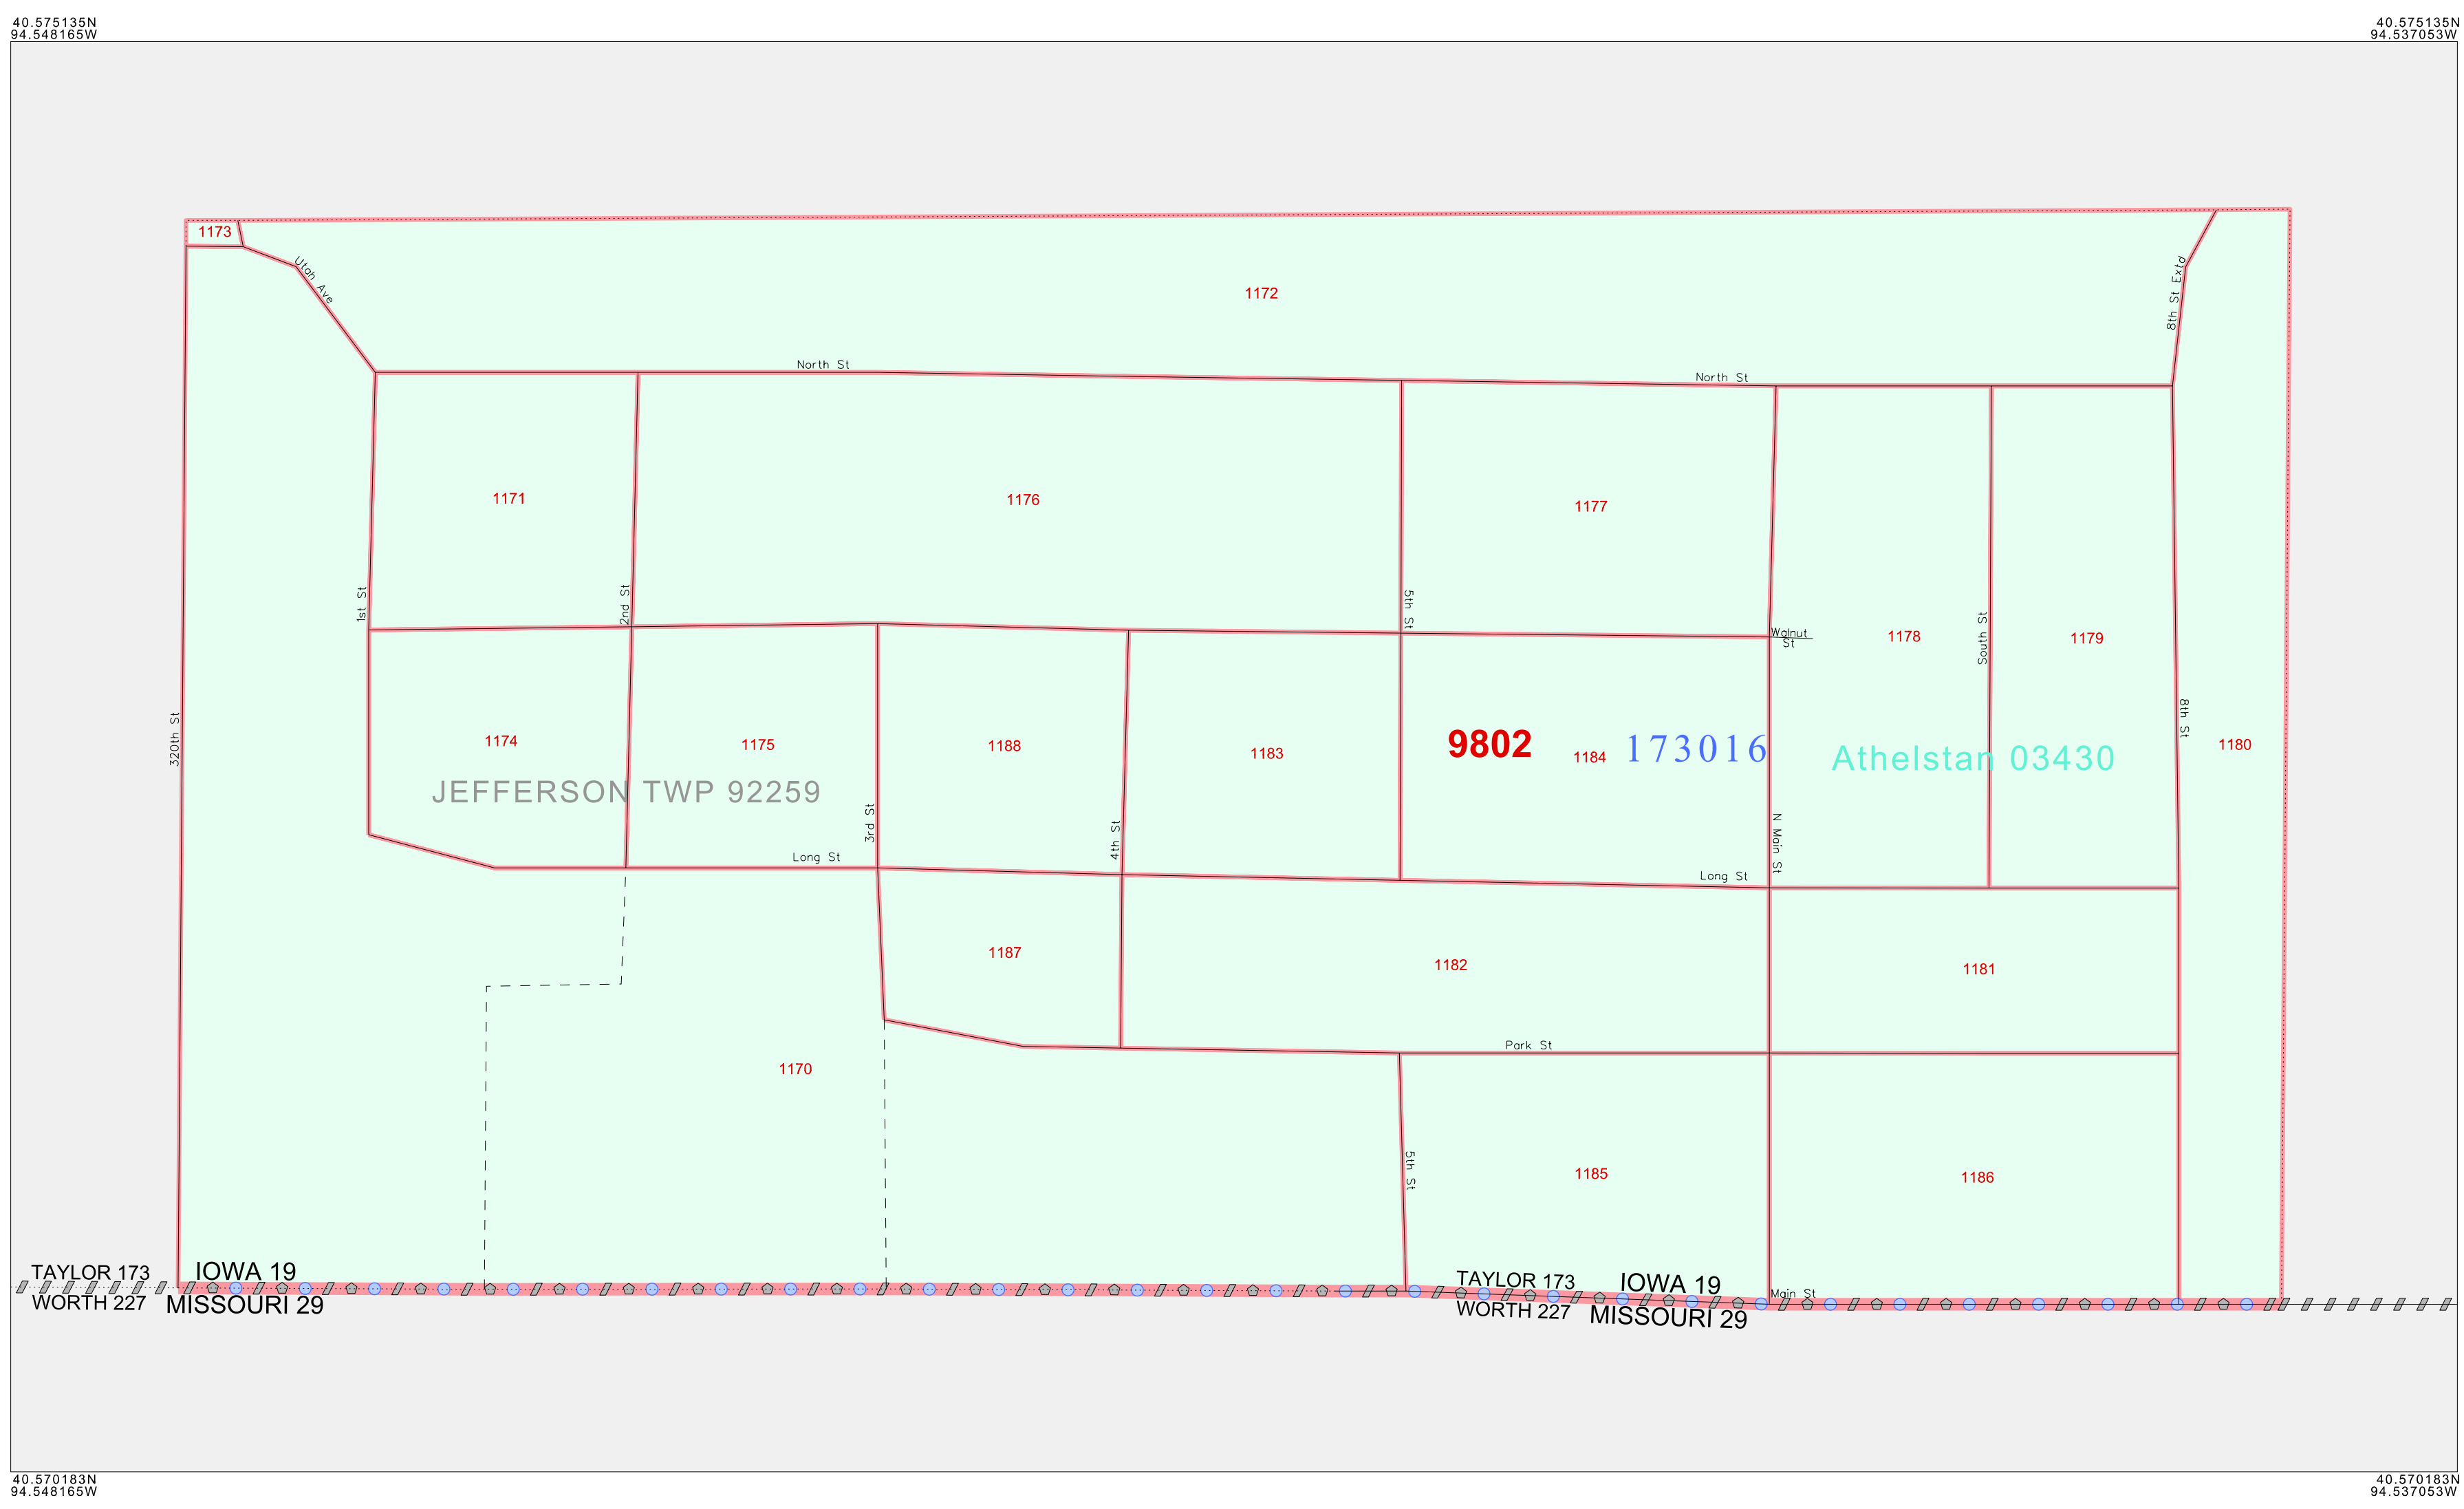 40.575135N
94.548165W
40.575135N
94.537053W
1173
Utah Ave
1172
8th St Extd
North St
North St
1171
1176
1177
1st St
2nd St
5th St
Walnut
St
South St
1178
1179
320th St
8th St
1174
1175
1188
1183
9802
1184
173016
Athelstan 03430
1180
JEFFERSON TWP 92259
3rd St
4th St
N Main St
Long St
Long St
1187
1182
1181
Park St
1170
5th St
1185
1186
TAYLOR 173
IOWA 19
WORTH 227
MISSOURI 29
TAYLOR 173
IOWA 19
Main St
WORTH 227
MISSOURI 29
40.570183N
94.548165W
40.570183N
94.537053W